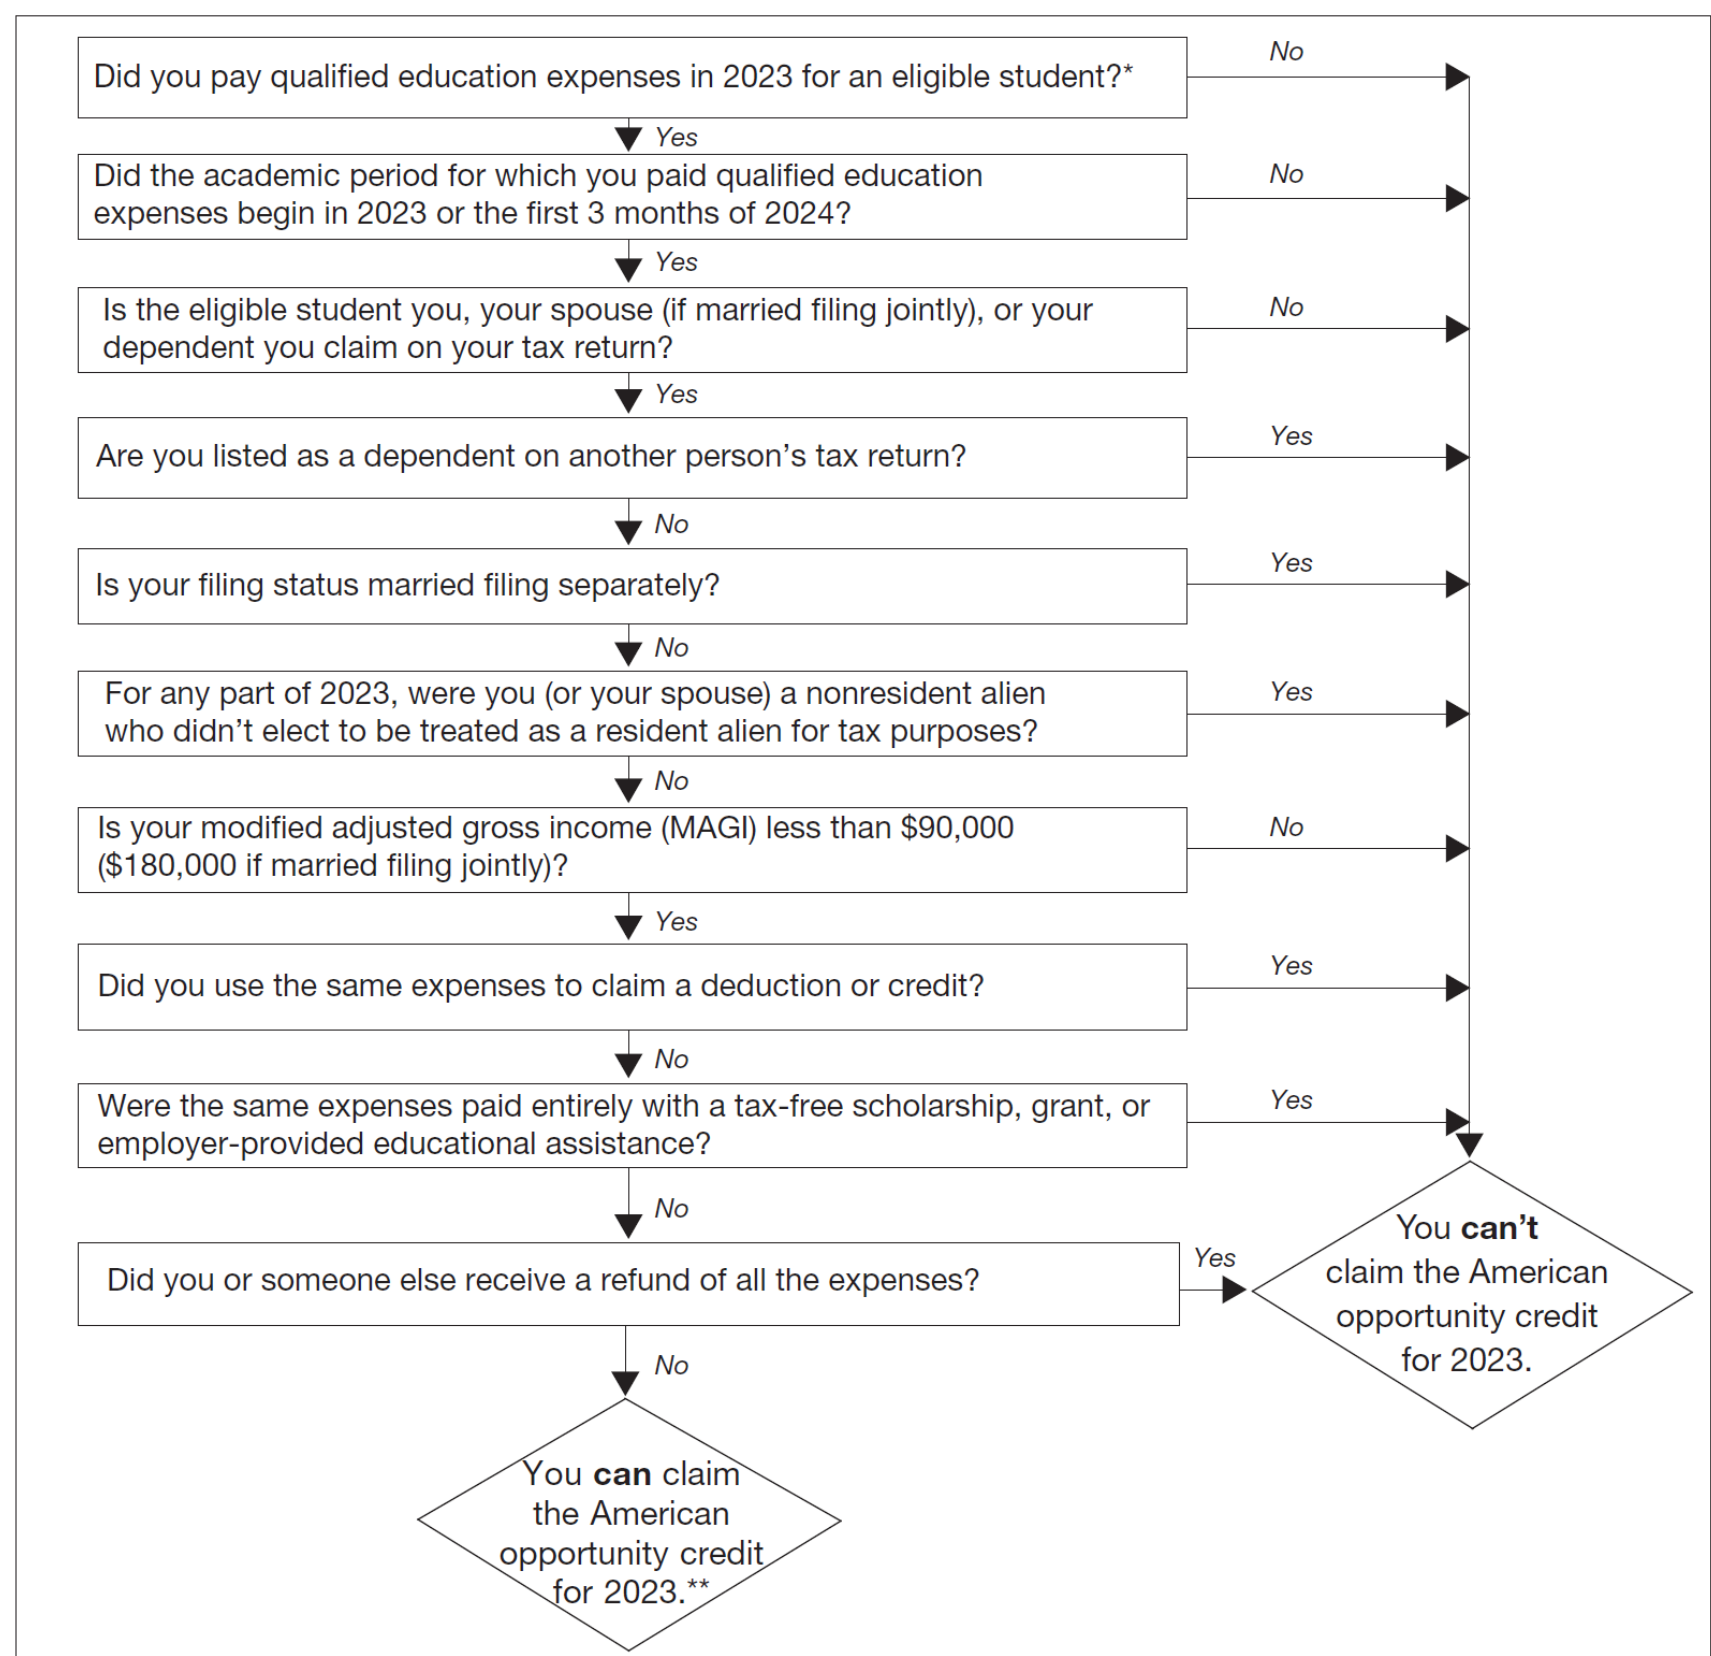 Did you pay qualified education expenses in 2023 for an eligible student?*
No
Yes
Did the academic period for which you paid qualified education
expenses begin in 2023 or the first 3 months of 2024?
No
Yes
Is the eligible student you, your spouse (if married filing jointly), or your
dependent you claim on your tax return?
No
Yes
Are you listed as a dependent on another person’s tax return?
Yes
No
Is your filing status married filing separately?
Yes
No
For any part of 2023, were you (or your spouse) a nonresident alien
who didn’t elect to be treated as a resident alien for tax purposes?
Yes
No
Is your modified adjusted gross income (MAGI) less than $90,000
($180,000 if married filing jointly)?
No
Yes
Did you use the same expenses to claim a deduction or credit?
Yes
No
Were the same expenses paid entirely with a tax-free scholarship, grant, or
employer-provided educational assistance?
Yes
No
Did you or someone else receive a refund of all the expenses?
Yes
You can’t
claim the American
opportunity credit
for 2023.
No
You can claim
the American
opportunity credit
for 2023.**